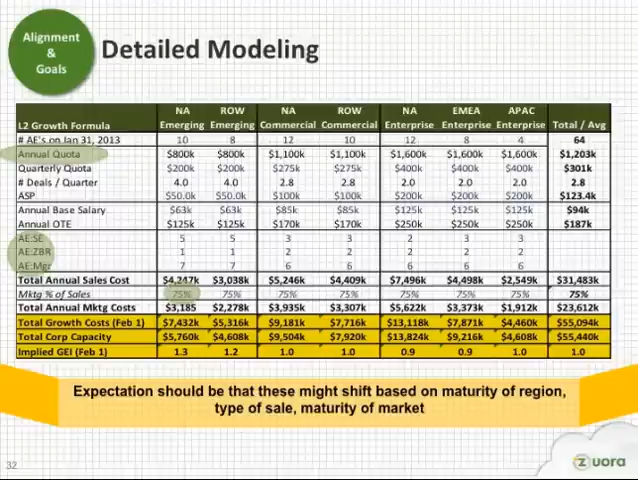 Alignment
&
Goals
Detailed Modeling
L2 Growth Formula NA Emerging ROW Emerging NA Commercial ROW Commercial NA Enterprise EMEA Enterprise APAC Enterprise Total / Avg
# AE's on Jan 31, 2013 10 8 12 10 12 8 4 64
Annual Quota $800k $800k $1,100k $1,100k $1,600k $1,600k $1,600k $1,203k
Quarterly Quota $200k $200k $275k $275k $400k $400k $400k $301k
# Deals / Quarter 4.0 4.0 2.8 2.8 2.0 2.0 2.0 2.8
ASP $50.0k $50.0k $100k $100k $200k $200k $200k $123.4k
Annual Base Salary $63k $63k $85k $85k $125k $125k $125k $94k
Annual OTE $125k $125k $170k $170k $250k $250k $250k $187k
AE:SE 5 5 3 3 2 3 3
AE:ZBR 1 1 2 2 2 2 2
AE:Mgr 7 7 6 6 6 6 6
Total Annual Sales Cost $4,247k $3,038k $5,246k $4,409k $7,496k $4,498k $2,549k $31,483k
Mktg % of Sales 75% 75% 75% 75% 75% 75% 75% 75%
Total Annual Mktg Costs $3,185 $2,278k $3,935k $3,307k $5,622k $3,373k $1,912k $23,612k
Total Growth Costs (Feb 1) $7,432k $5,316k $9,181k $7,716k $13,118k $7,871k $4,460k $55,094k
Total Corp Capacity $5,760k $4,608k $9,504k $7,920k $13,824k $9,216k $4,608k $55,440k
Implied GEI (Feb 1) 1.3 1.2 1.0 1.0 0.9 0.9 1.0 1.0
Expectation should be that these might shift based on maturity of region,
type of sale, maturity of market
32
zuora